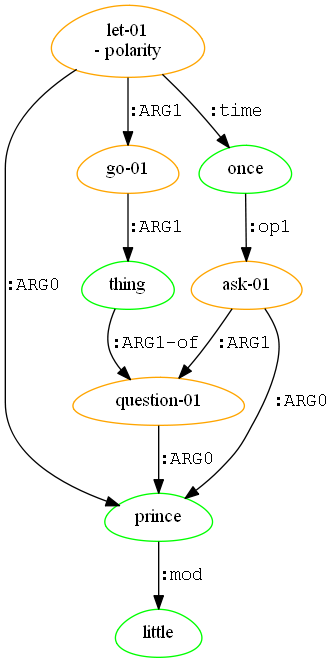 let-01
- polarity
:ARG1
:time
go-01
once
:ARG1
:op1
:ARG0
thing
ask-01
:ARG1-of
:ARG1
question-01
:ARG0
:ARG0
prince
:mod
little